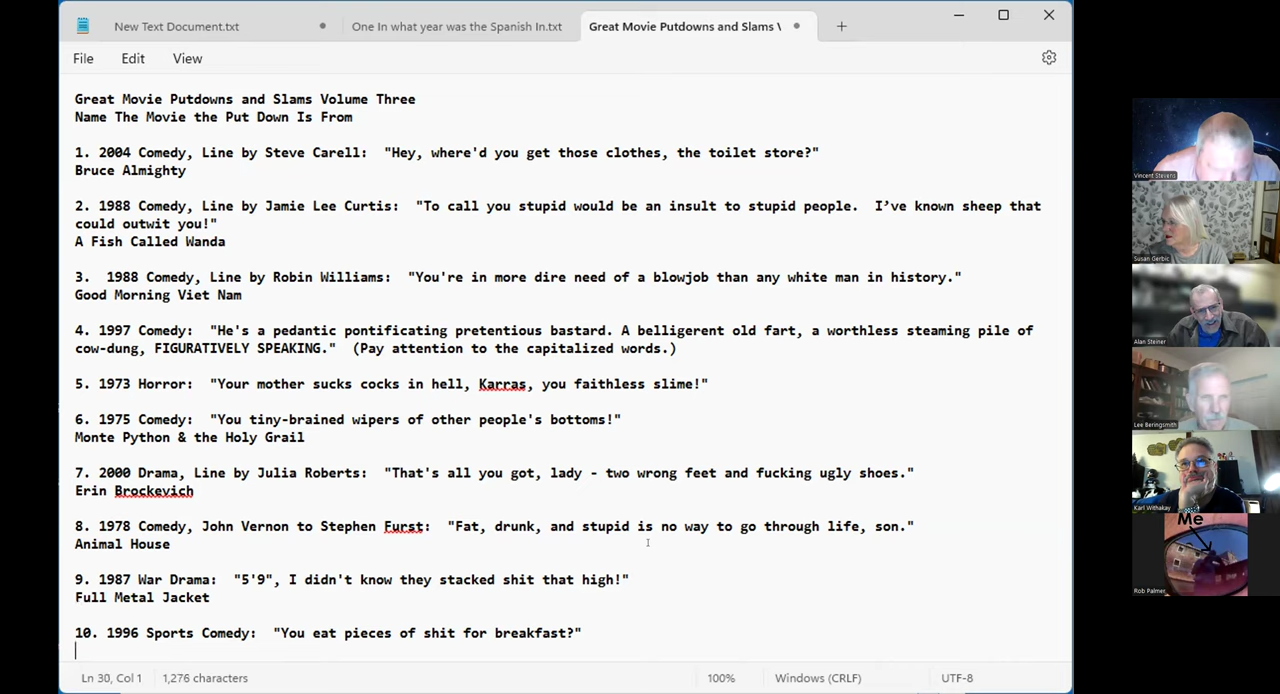 New Text Document.txt
One In what year was the Spanish In.txt
Great Movie Putdowns and Slams V
File Edit View
Great Movie Putdowns and Slams Volume Three
Name The Movie the Put Down Is From
1. 2004 Comedy, Line by Steve Carell: "Hey, where'd you get those clothes, the toilet store?"
Bruce Almighty
2. 1988 Comedy, Line by Jamie Lee Curtis: "To call you stupid would be an insult to stupid people. I’ve known sheep that
could outwit you!"
A Fish Called Wanda
3. 1988 Comedy, Line by Robin Williams: "You're in more dire need of a blowjob than any white man in history."
Good Morning Viet Nam
4. 1997 Comedy: "He's a pedantic pontificating pretentious bastard. A belligerent old fart, a worthless steaming pile of
cow-dung, FIGURATIVELY SPEAKING." (Pay attention to the capitalized words.)
5. 1973 Horror: "Your mother sucks cocks in hell, Karras, you faithless slime!"
6. 1975 Comedy: "You tiny-brained wipers of other people's bottoms!"
Monte Python & the Holy Grail
7. 2000 Drama, Line by Julia Roberts: "That's all you got, lady - two wrong feet and fucking ugly shoes."
Erin Brockevich
8. 1978 Comedy, John Vernon to Stephen Furst: "Fat, drunk, and stupid is no way to go through life, son."
Animal House
9. 1987 War Drama: "5'9", I didn't know they stacked shit that high!"
Full Metal Jacket
10. 1996 Sports Comedy: "You eat pieces of shit for breakfast?"
Ln 30, Col 1
1,276 characters
100%
Windows (CRLF)
UTF-8
Vincent Stevens
Susan Gerbic
Alan Steiner
Lee Beringsmith
Karl Withakay
Me
Rob Palmer